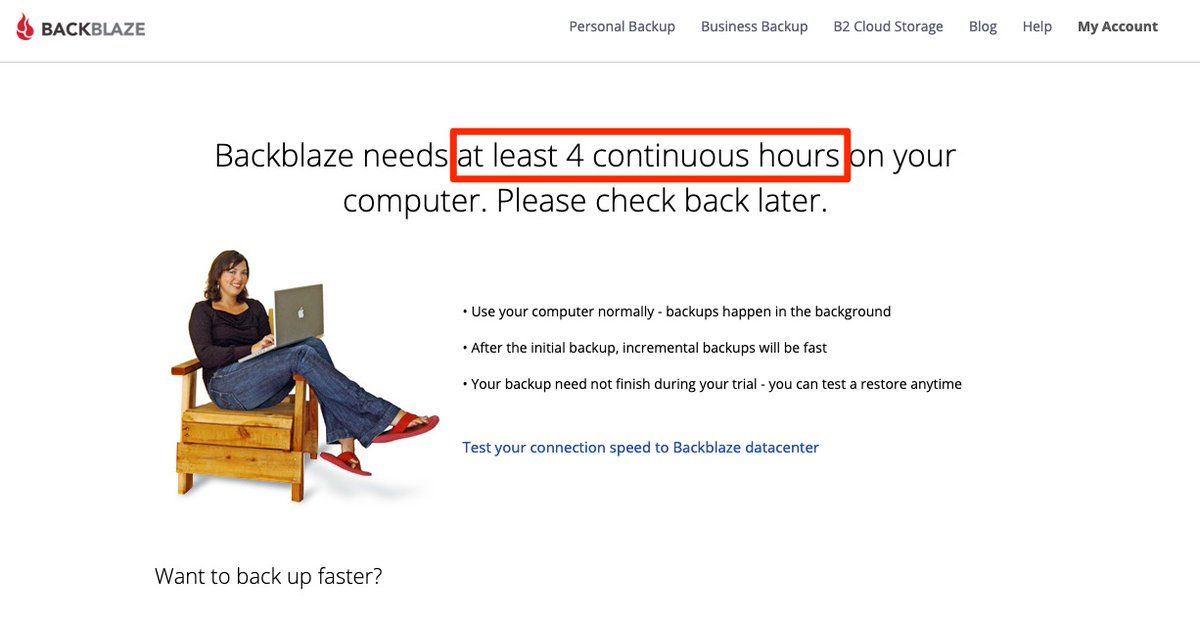 BACKBLAZE
Personal Backup Business Backup B2 Cloud Storage Blog Help My Account
Backblaze needs at least 4 continuous hours on your
computer. Please check back later.
• Use your computer normally - backups happen in the background
• After the initial backup, incremental backups will be fast
• Your backup need not finish during your trial - you can test a restore anytime
Test your connection speed to Backblaze datacenter
Want to back up faster?